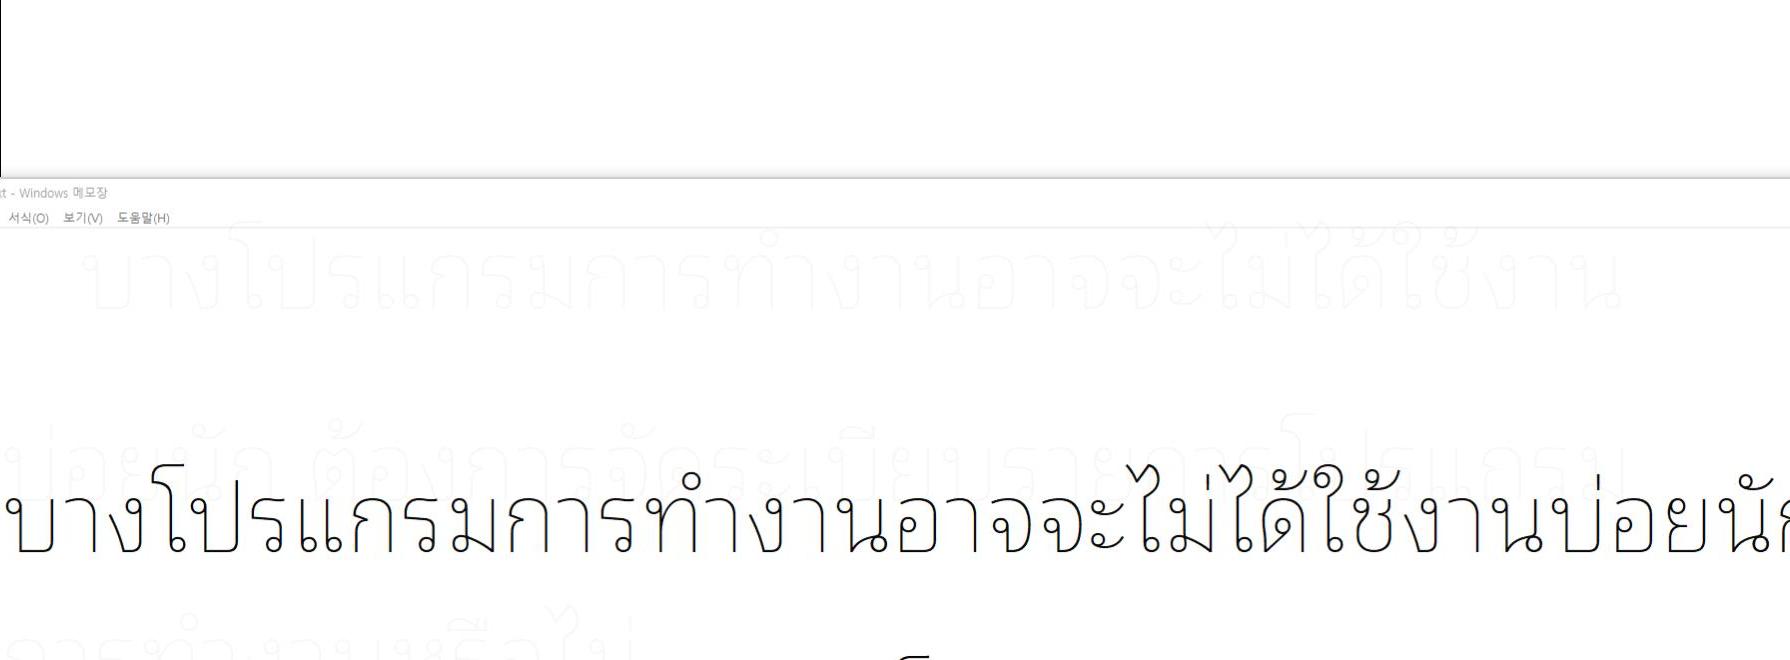 xt - Windows 메모장
서식(O) 보기(V) 도움말(H)
บางโปรแกรมการทำงานอาจจะไม่ได้ใช้งาน
บ่อยนัก ต้องการจัดระเบียบรายการโปรแกรม
บางโปรแกรมการทำงานอาจจะไม่ได้ใช้งานบ่อยนัก
การทำงานหรือไม่